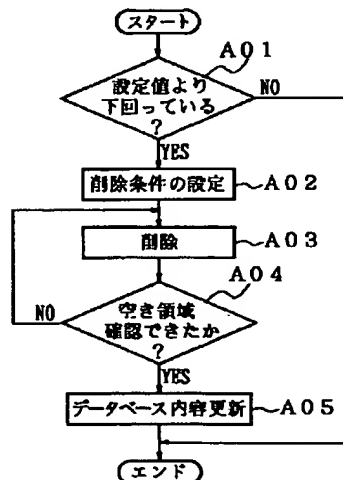 スタート
A01
設定値より
下回っている
?
NO
YES
削除条件の設定
A02
削除
A03
A04
空き領域
確認できたか
?
NO
YES
データベース内容更新
A05
エンド